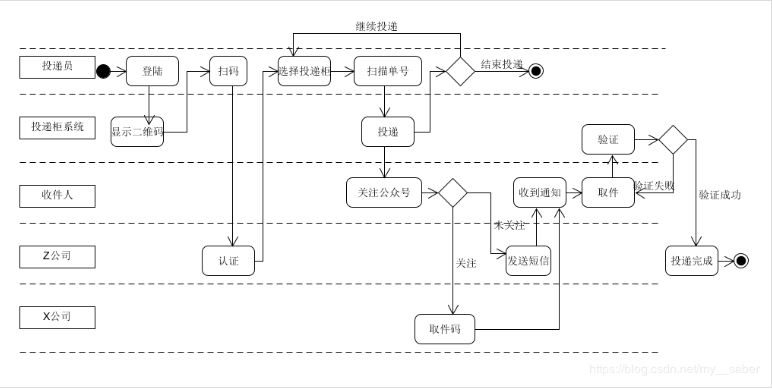 继续投递
投递员
登陆
扫码
选择投递柜
扫描单号
结束投递
投递柜系统
显示二维码
投递
验证
收件人
关注公众号
收到通知
取件
验证失败
验证成功
未关注
Z公司
认证
关注
发送短信
投递完成
X公司
取件码
https://blog.csdn.net/my__saber